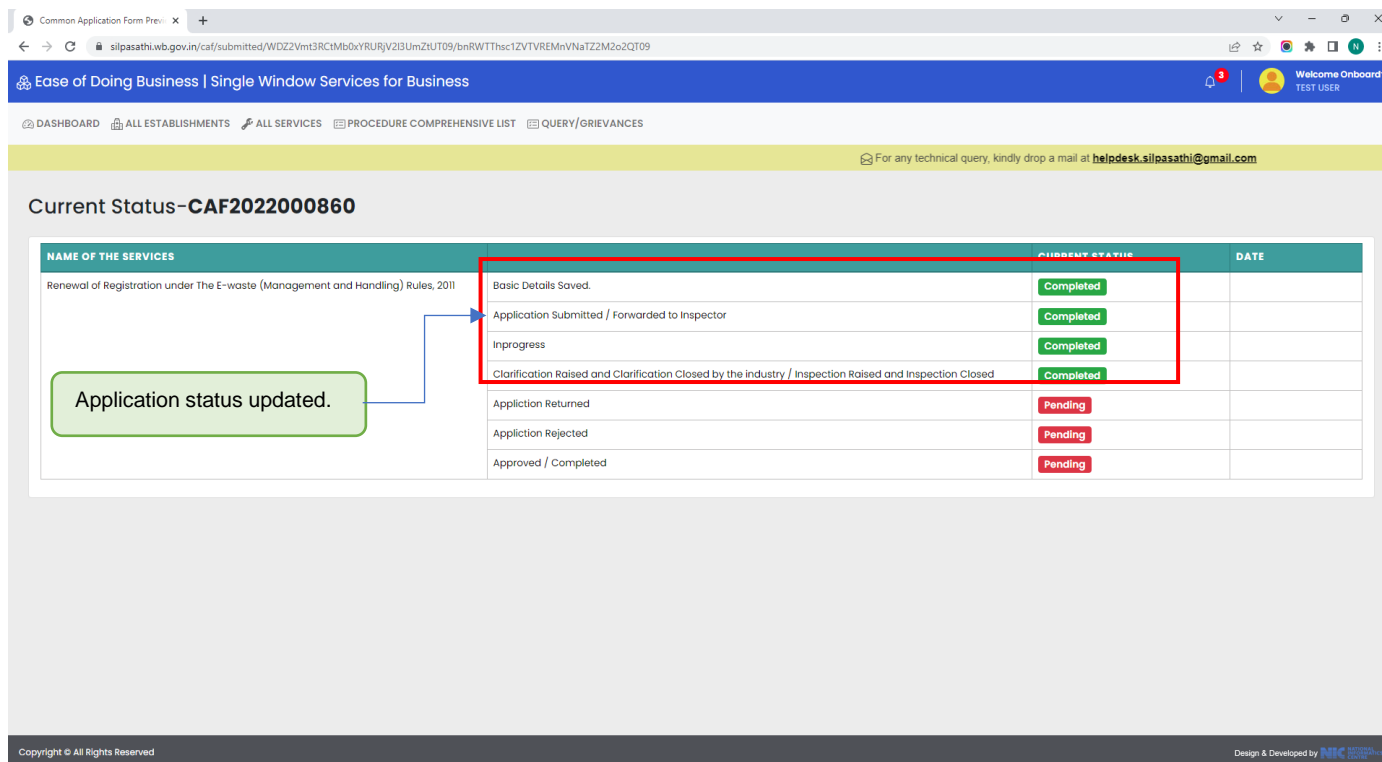 Common Application Form Previ
silpasathi.wb.gov.in/caf/submitted/WDZ2Vmt3RCtMb0xYRURjV2l3UmZtUT09/bnRWTThsc1ZVTVREMnVNaTZ2M2o2QT09
N
Ease of Doing Business | Single Window Services for Business
3
Welcome Onboard
TEST USER
DASHBOARD ALL ESTABLISHMENTS ALL SERVICES PROCEDURE COMPREHENSIVE LIST QUERY/GRIEVANCES
For any technical query, kindly drop a mail at helpdesk.silpasathi@gmail.com
Current Status-CAF2022000860
NAME OF THE SERVICES CURRENT STATUS DATE
Renewal of Registration under The E-waste (Management and Handling) Rules, 2011 Basic Details Saved. Completed
Application Submitted / Forwarded to Inspector Completed
Inprogress Completed
Clarification Raised and Clarification Closed by the industry / Inspection Raised and Inspection Closed Completed
Application status updated.
Appliction Returned Pending
Appliction Rejected Pending
Approved / Completed Pending
Copyright © All Rights Reserved
Design & Developed by NIC NATIONAL INFORMATICS CENTRE